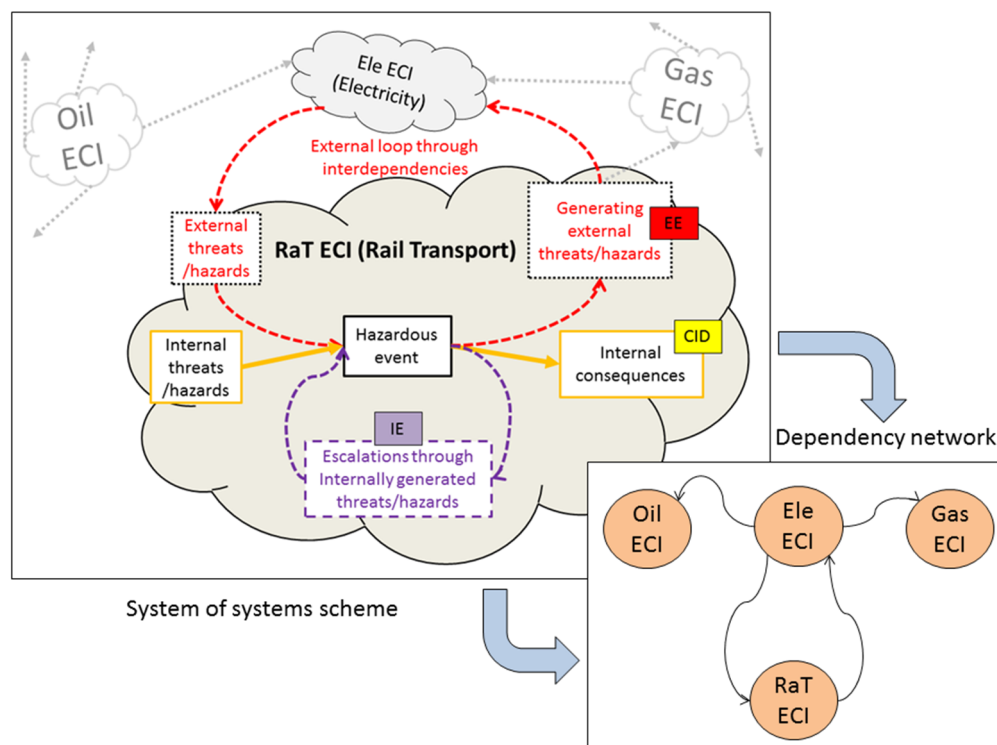 Ele ECI
(Electricity)
Gas
ECI
Oil
ECI
External loop through
interdependencies
External
threats
/hazards
RaT ECI (Rail Transport)
Generating
external
threats/hazards
EE
Internal
threats
/hazards
Hazardous
event
CID
Internal
consequences
IE
Escalations through
Internally generated
threats/hazards
Dependency network
System of systems scheme
Oil
ECI
Ele
ECI
Gas
ECI
RaT
ECI